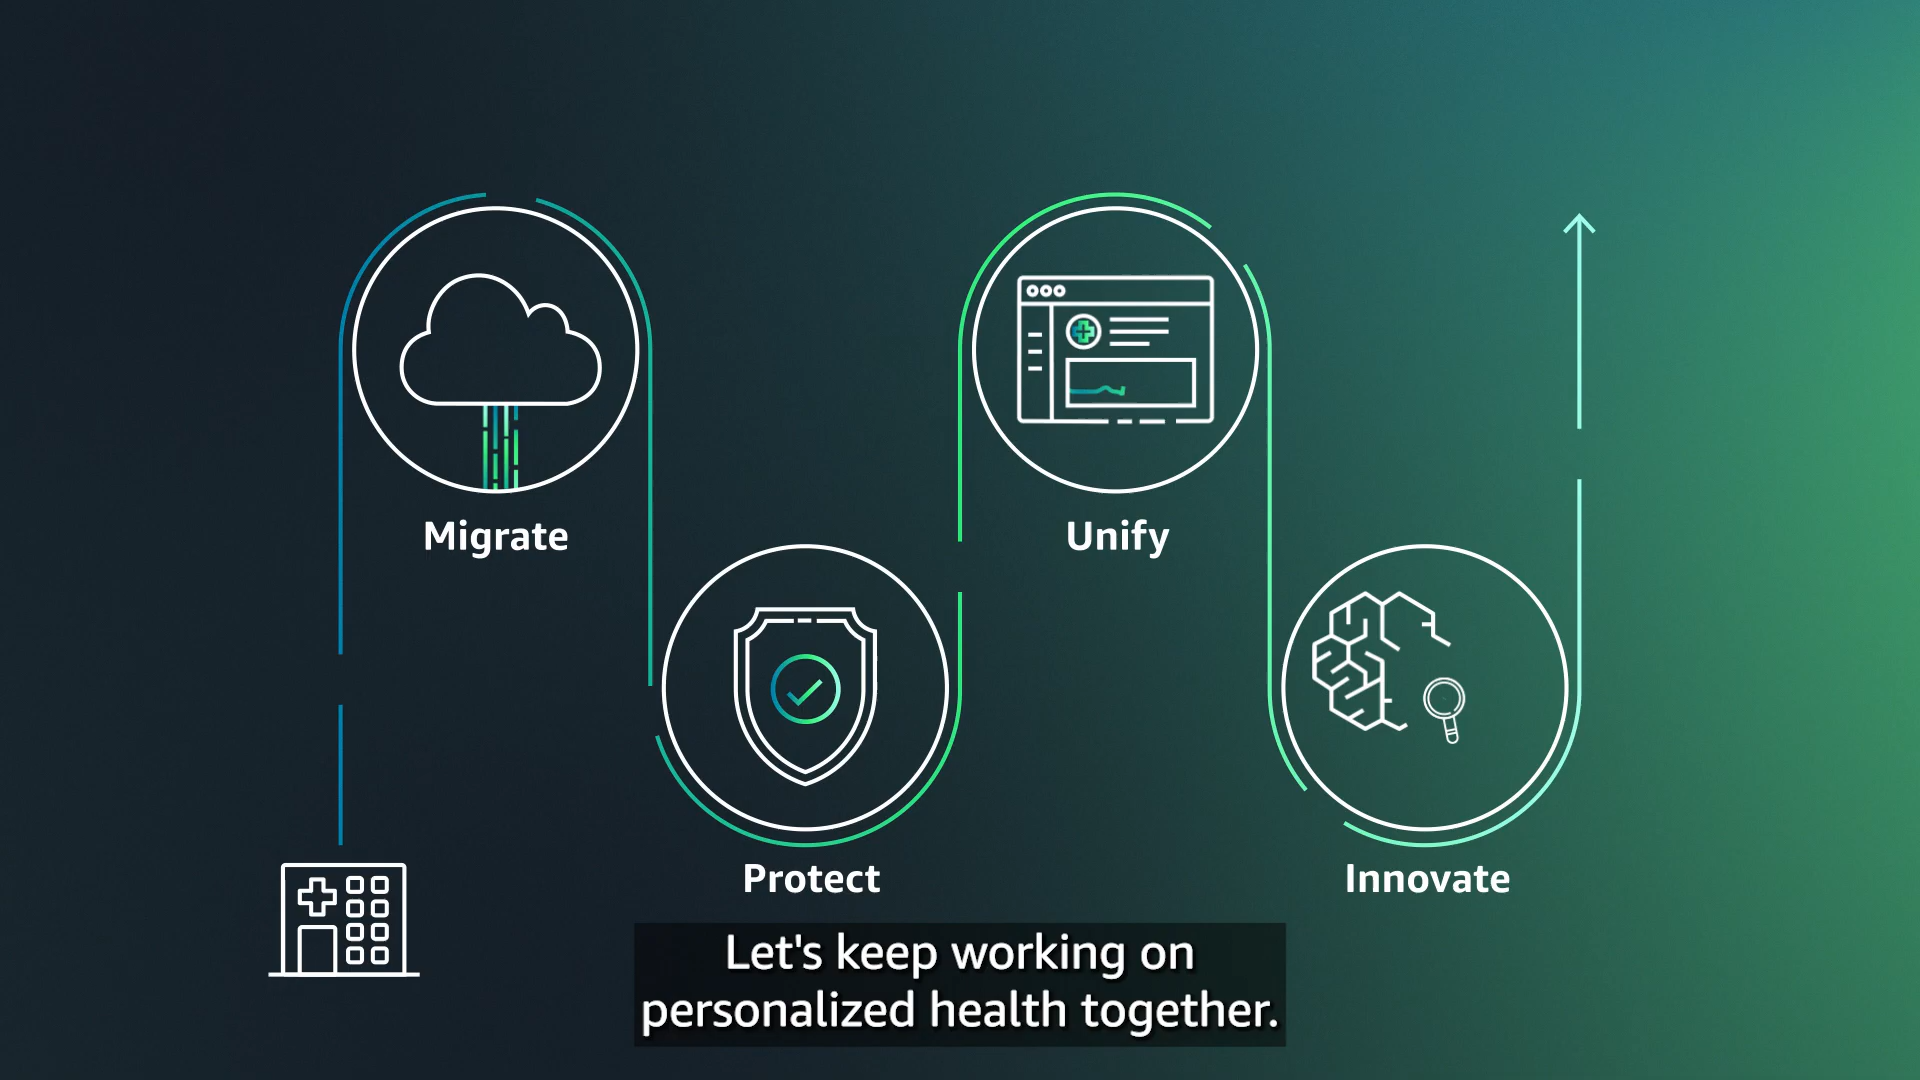 Migrate
Unify
Protect
Innovate
Let's keep working on
personalized health together.